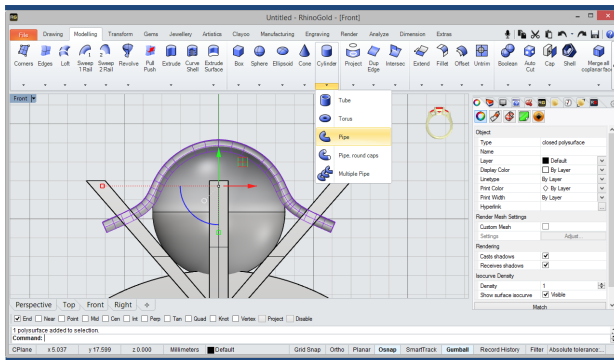 Untitled - RhinoGold - [Front]
File Drawing Modelling Transform Gems Jewellery Artistics Clayoo Manufacturing Engraving Render Analyze Dimension Extras
Corners Edges Loft Sweep 1 Rail Sweep 2 Rail Revolve Pull Push Extrude Curve Shell Extrude Surface Box Sphere Ellipsoid Cone Cylinder Project Dup Edge Intersec Extend Fillet Offset Untrim Boolean Auto Cut Cap Shell Merge all coplanar face
Front
Tube
Torus
Pipe
Pipe, round caps
Multiple Pipe
Object
Type closed polysurface
Name
Layer Default
Display Color By Layer
Linetype By Layer
Print Color By Layer
Print Width By Layer
Hyperlink ...
Render Mesh Settings
Custom Mesh
Settings Adjust...
Rendering
Casts shadows
Receives shadows
Isocurve Density
Density 1
Show surface isocurve Visible
Match
Perspective Top Front Right
End Near Point Mid Cen Int Perp Tan Quad Knot Vertex Project Disable
1 polysurface added to selection.
Command:
CPlane x 5.037 y 17.599 z 0.000 Millimeters Default Grid Snap Ortho Planar Osnap SmartTrack Gumball Record History Filter Absolute tolerance:...